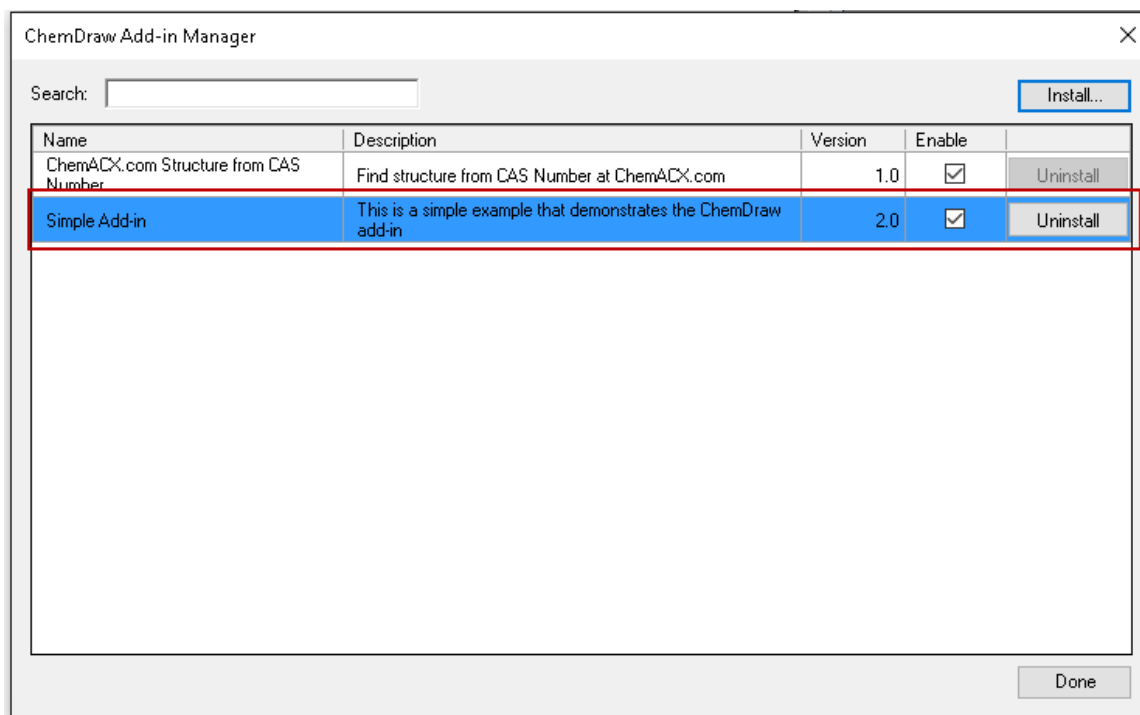 ChemDraw Add-in Manager
Search:
Install...
Name Description Version Enable
ChemACX.com Structure from CAS
Number
Find structure from CAS Number at ChemACX.com
1.0
Uninstall
Simple Add-in
This is a simple example that demonstrates the ChemDraw
add-in
2.0
Uninstall
Done